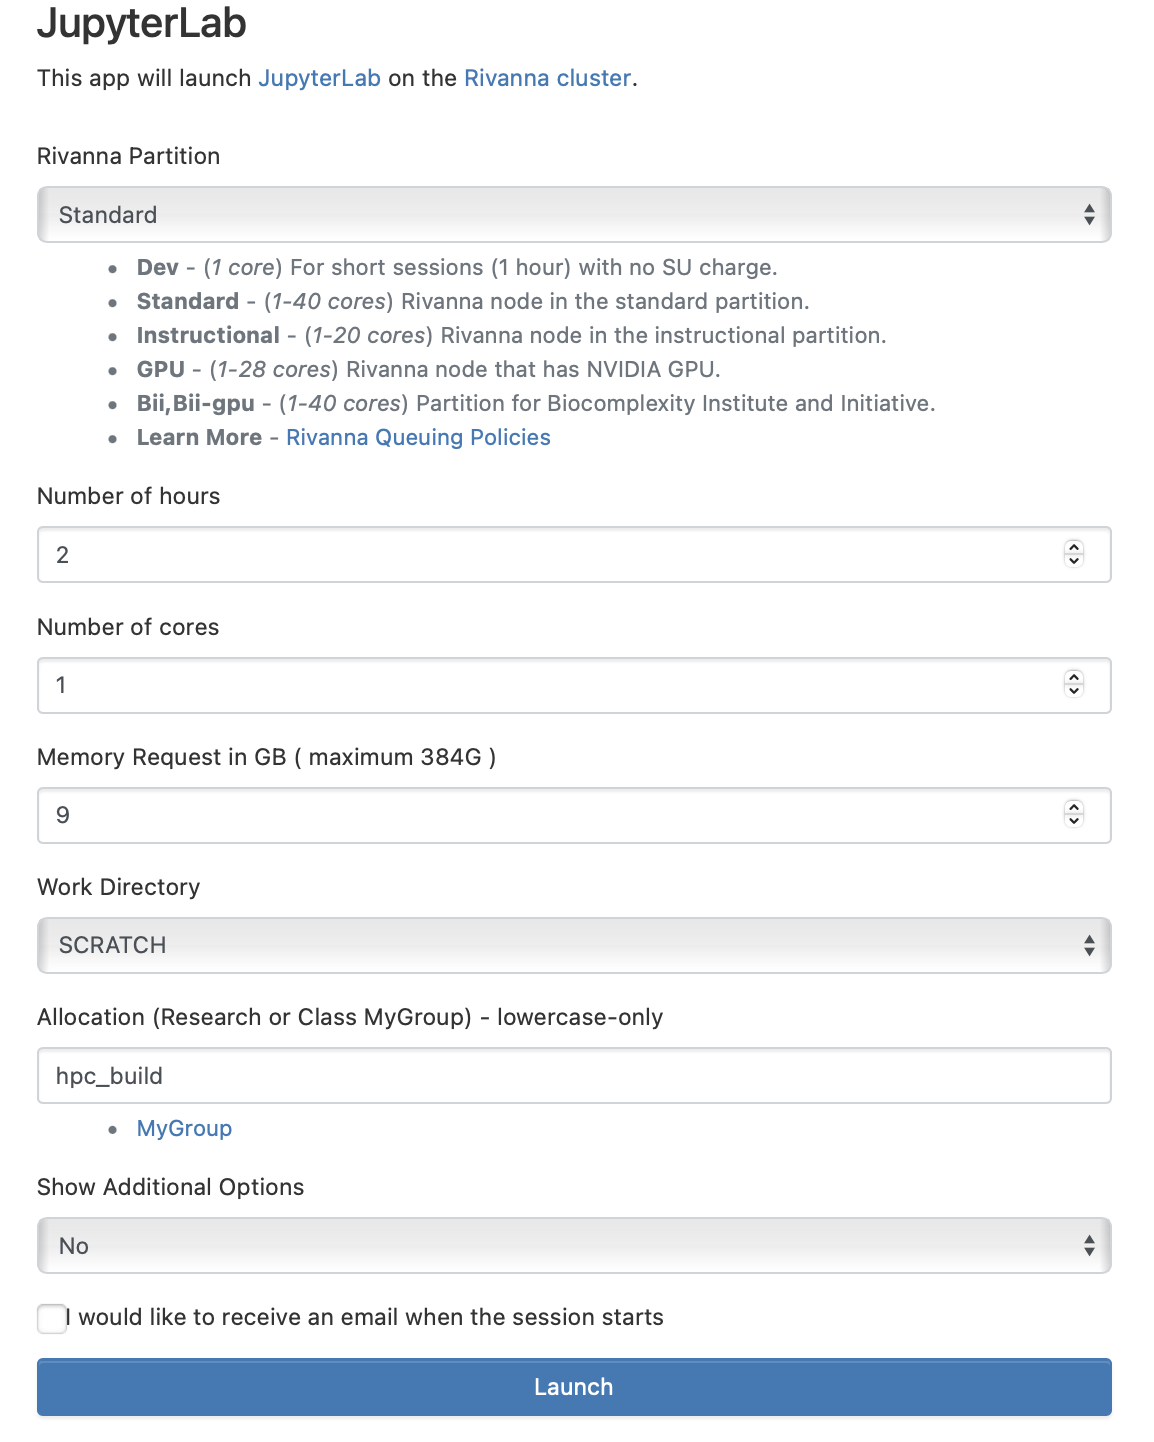 JupyterLab
This app will launch JupyterLab on the Rivanna cluster.
Rivanna Partition
Standard
• Dev - (1 core) For short sessions (1 hour) with no SU charge.
• Standard - (1-40 cores) Rivanna node in the standard partition.
• Instructional - (1-20 cores) Rivanna node in the instructional partition.
• GPU - (1-28 cores) Rivanna node that has NVIDIA GPU.
• Bii,Bii-gpu - (1-40 cores) Partition for Biocomplexity Institute and Initiative.
• Learn More - Rivanna Queuing Policies
Number of hours
2
Number of cores
1
Memory Request in GB ( maximum 384G )
9
Work Directory
SCRATCH
Allocation (Research or Class MyGroup) - lowercase-only
hpc_build
• MyGroup
Show Additional Options
No
I would like to receive an email when the session starts
Launch